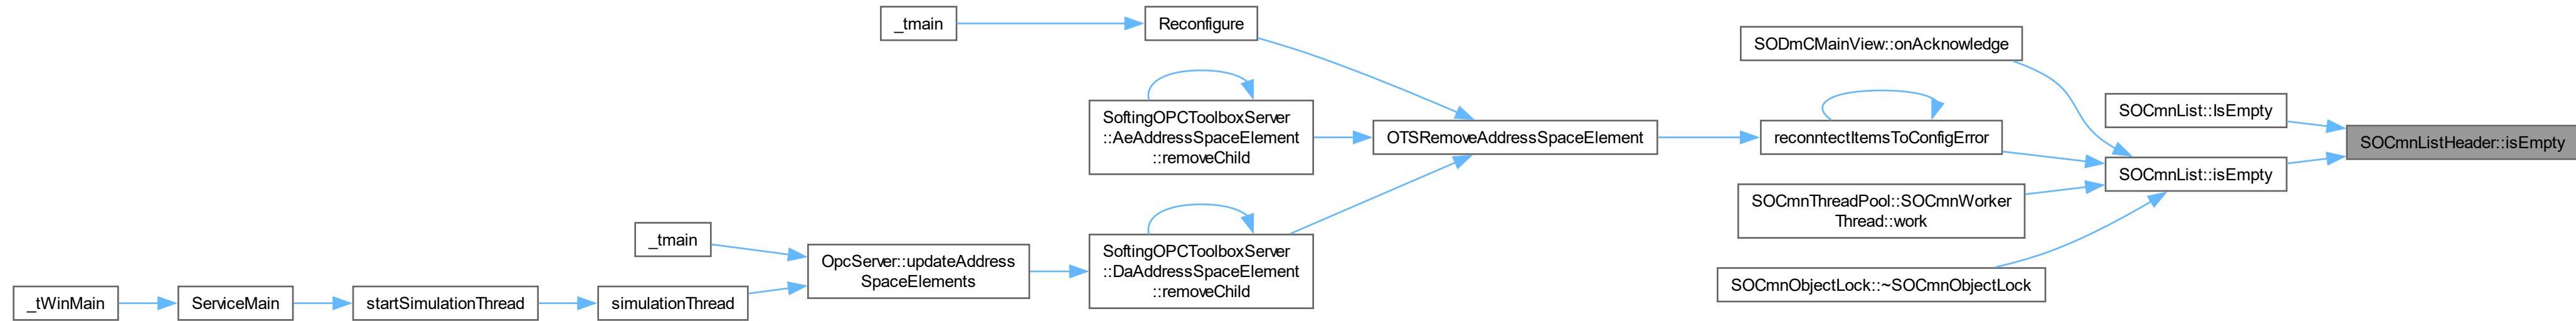 _tmain
Reconfigure
SODmCMainView::onAcknowledge
SoftingOPCToolboxServer
::AeAddressSpaceElement
::removeChild
OTSRemoveAddressSpaceElement
reconntectItemsToConfigError
SOCmnList::IsEmpty
SOCmnListHeader::isEmpty
SOCmnList::isEmpty
SOCmnThreadPool::SOCmnWorker
Thread::work
_tmain
OpcServer::updateAddress
SpaceElements
SoftingOPCToolboxServer
::DaAddressSpaceElement
::removeChild
SOCmnObjectLock::~SOCmnObjectLock
_tWinMain
ServiceMain
startSimulationThread
simulationThread